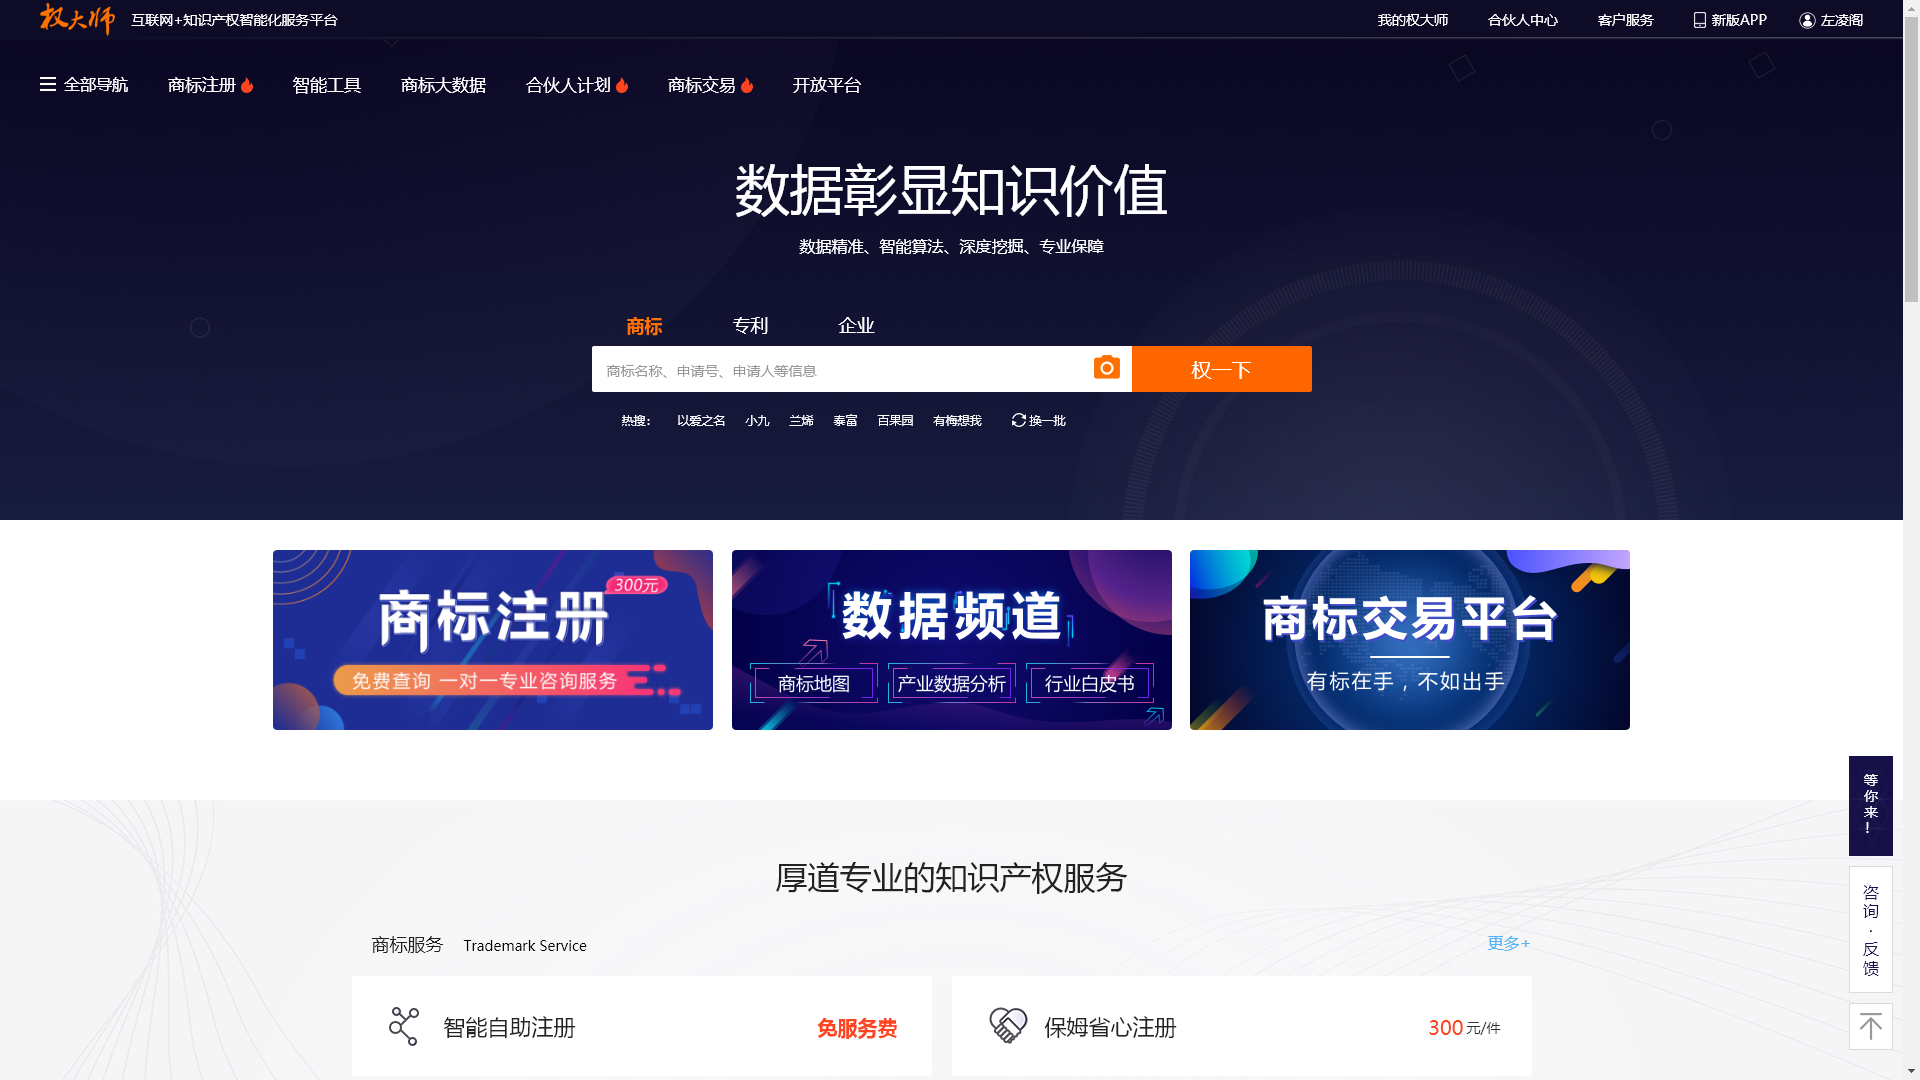 权大师 互联网+知识产权智能化服务平台 我的权大师 合伙人中心 客户服务 新版APP 左凌阁
全部导航 商标注册 智能工具 商标大数据 合伙人计划 商标交易 开放平台
数据彰显知识价值
数据精准、智能算法、深度挖掘、专业保障
商标 专利 企业
商标名称、申请号、申请人等信息 权一下
热搜: 以爱之名 小九 兰烯 泰富 百果园 有梅想我 换一批
商标注册 300元
免费查询 一对一专业咨询服务
数据频道
商标地图 产业数据分析 行业白皮书
商标交易平台
有标在手，不如出手
等你来！
厚道专业的知识产权服务
商标服务 Trademark Service 更多+
咨询·反馈
智能自助注册 免服务费
保姆省心注册 300元/件